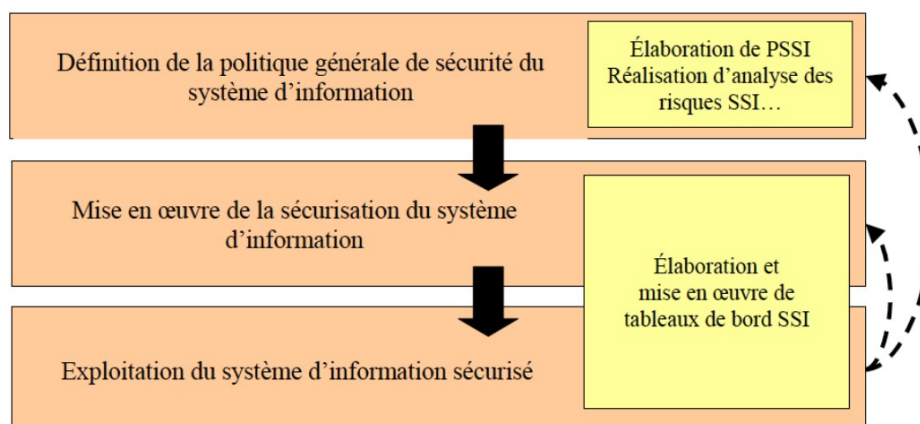 Définition de la politique générale de sécurité du
système d'information
Élaboration de PSSI
Réalisation d'analyse des
risques SSI…
Mise en œuvre de la sécurisation du système
d'information
Élaboration et
mise en œuvre de
tableaux de bord SSI
Exploitation du système d'information sécurisé